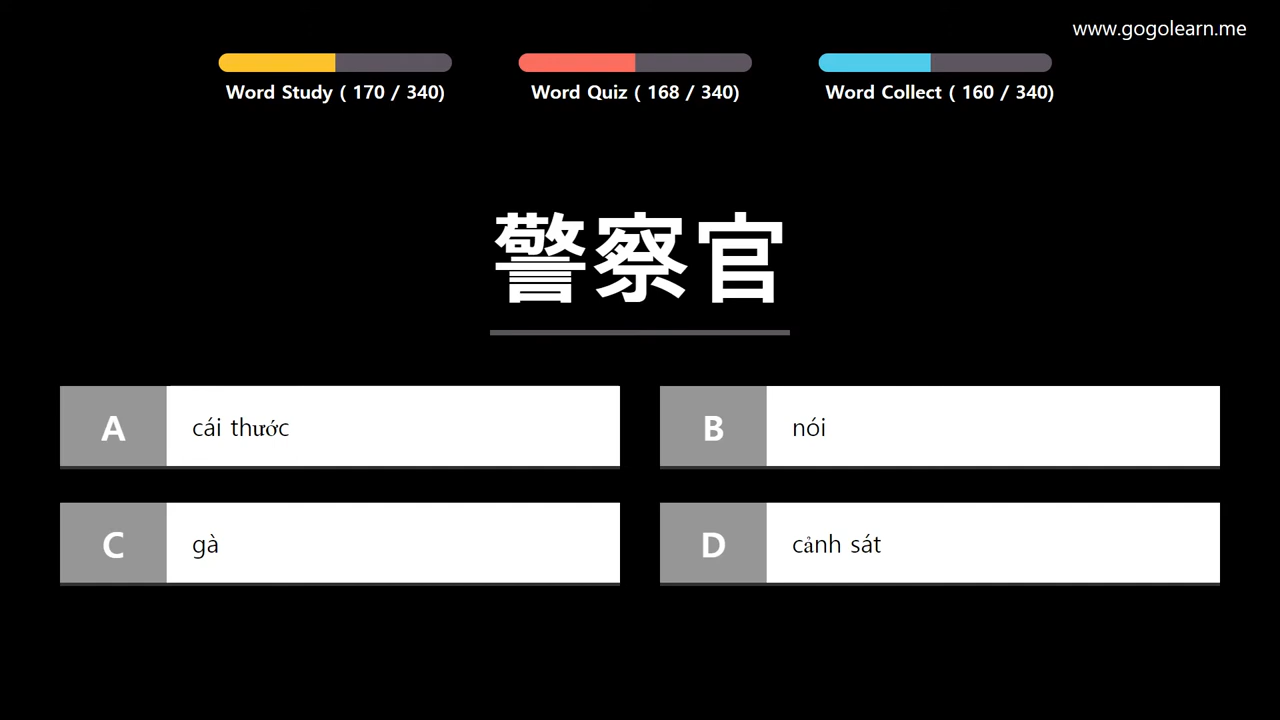 www.gogolearn.me
Word Study ( 170 / 340)
Word Quiz ( 168 / 340)
Word Collect ( 160 / 340)
警察官
A cái thước
B nói
C gà
D cảnh sát